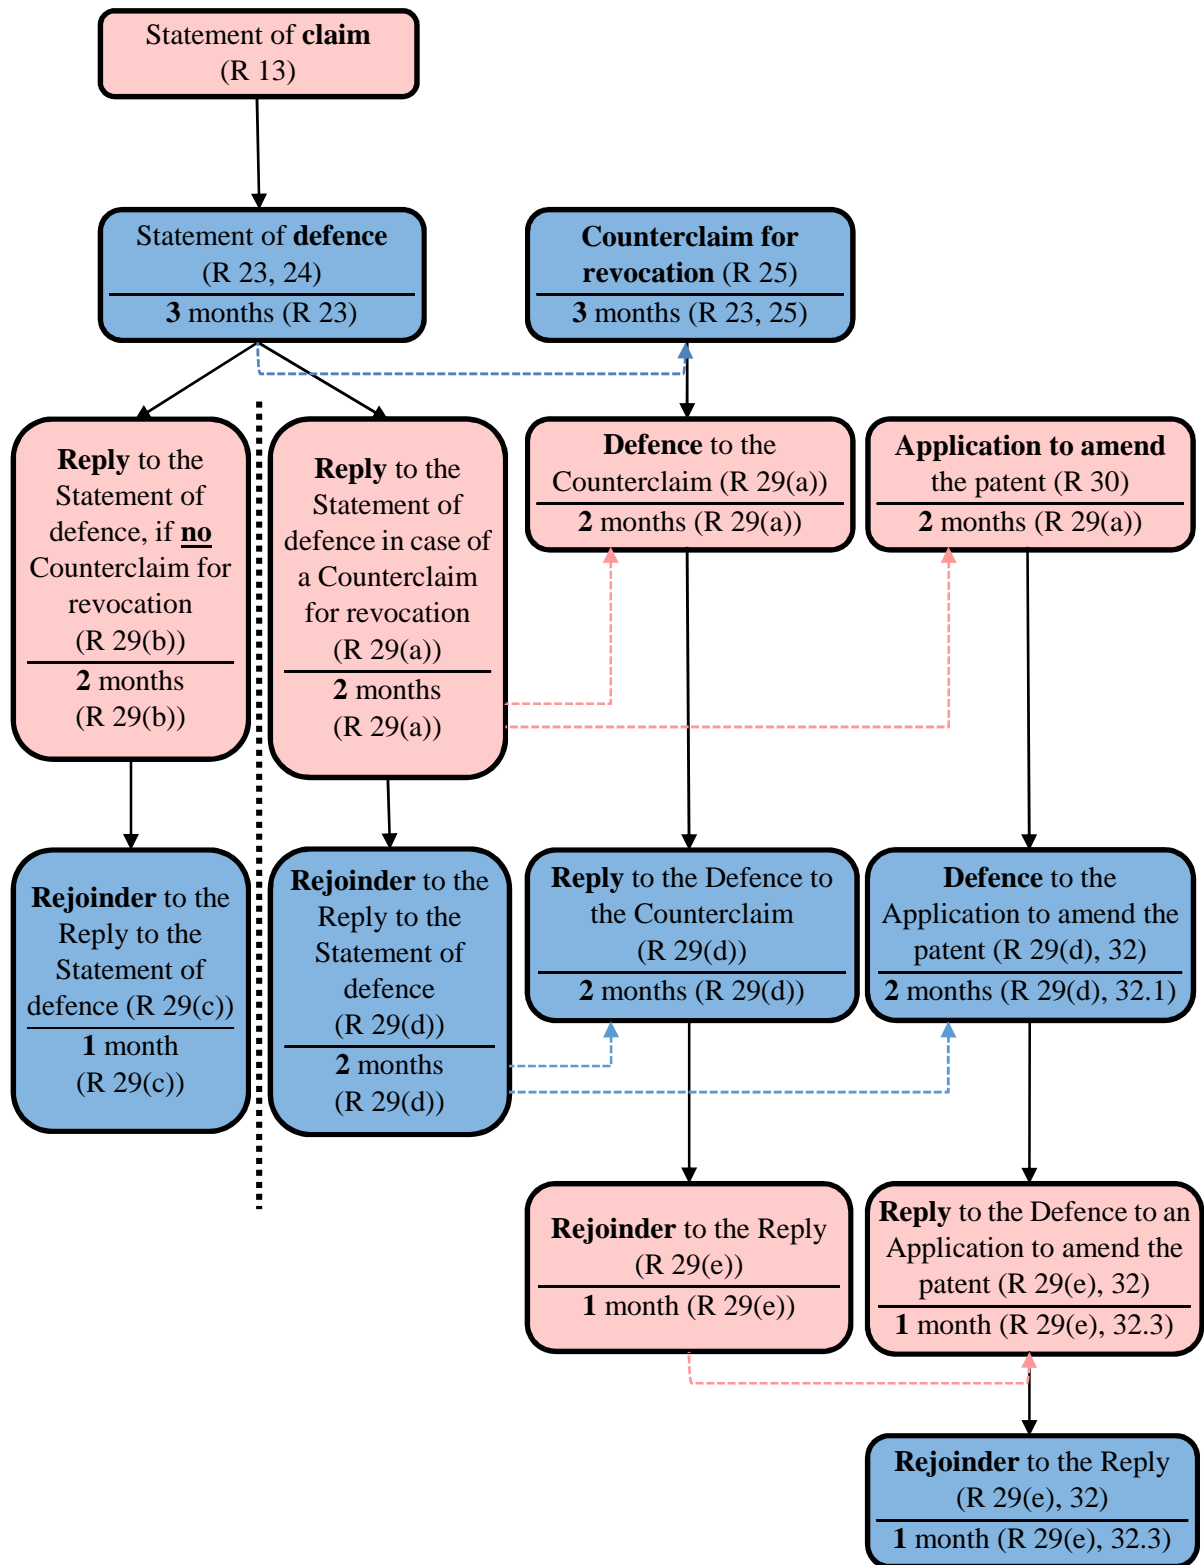 Statement of claim
(R 13)
Statement of defence
(R 23, 24)
3 months (R 23)
Counterclaim for
revocation (R 25)
3 months (R 23, 25)
Reply to the
Statement of
defence, if no
Counterclaim for
revocation
(R 29(b))
2 months
(R 29(b))
Reply to the
Statement of
defence in case of
a Counterclaim
for revocation
(R 29(a))
2 months
(R 29(a))
Defence to the
Counterclaim (R 29(a))
2 months (R 29(a))
Application to amend
the patent (R 30)
2 months (R 29(a))
Rejoinder to the
Reply to the
Statement of
defence (R 29(c))
1 month
(R 29(c))
Rejoinder to the
Reply to the
Statement of
defence
(R 29(d))
2 months
(R 29(d))
Reply to the Defence to
the Counterclaim
(R 29(d))
2 months (R 29(d))
Defence to the
Application to amend the
patent (R 29(d), 32)
2 months (R 29(d), 32.1)
Rejoinder to the Reply
(R 29(e))
1 month (R 29(e))
Reply to the Defence to an
Application to amend the
patent (R 29(e), 32)
1 month (R 29(e), 32.3)
Rejoinder to the Reply
(R 29(e), 32)
1 month (R 29(e), 32.3)